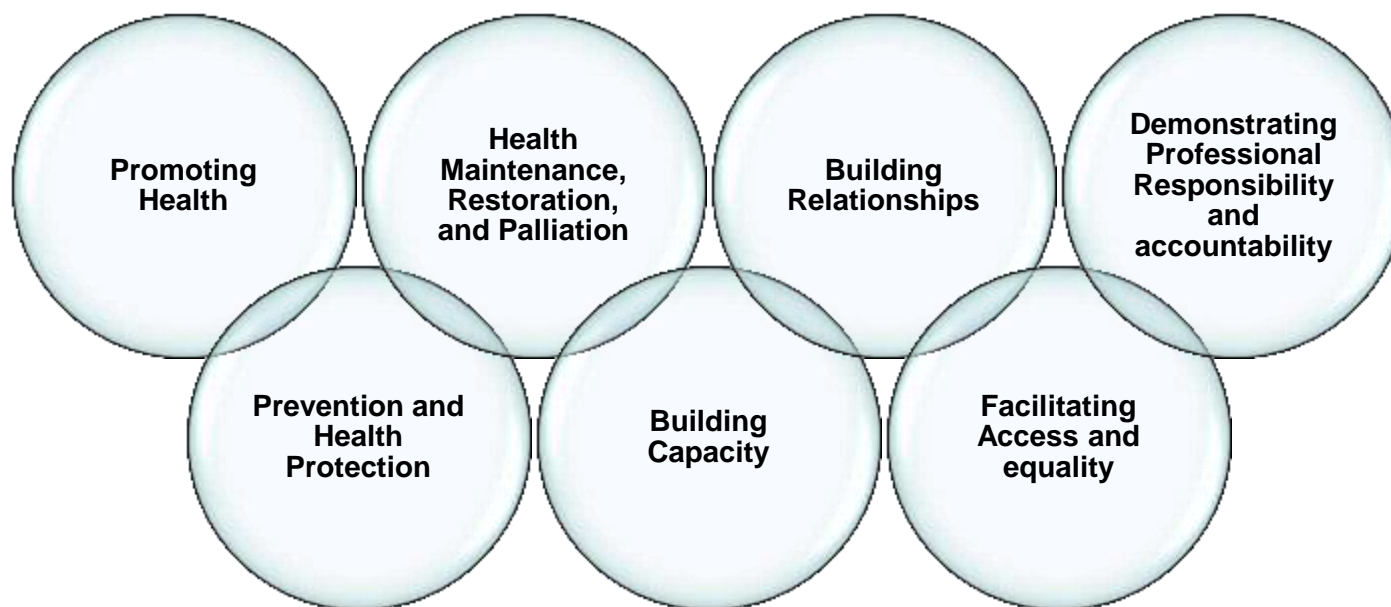 Promoting
Health
Health
Maintenance,
Restoration,
and Palliation
Building
Relationships
Demonstrating
Professional
Responsibility
and
accountability
Prevention and
Health
Protection
Building
Capacity
Facilitating
Access and
equality